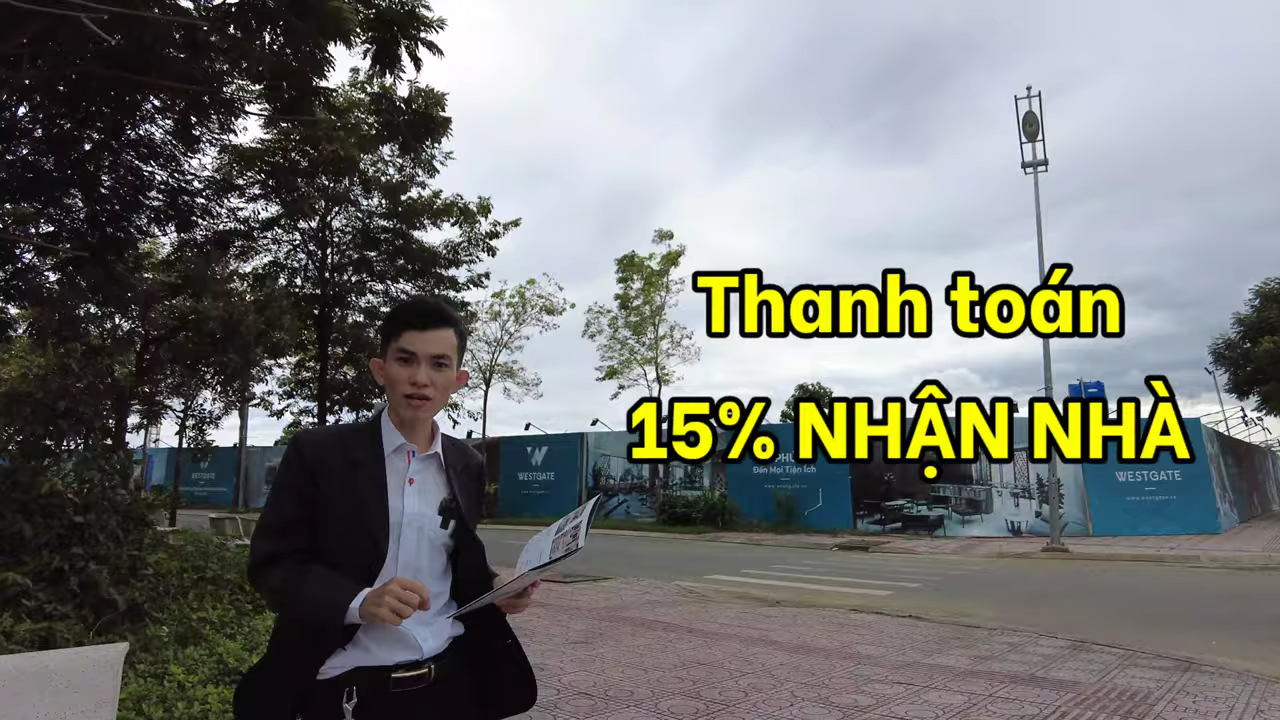 Thanh toán
15% NHẬN NHÀ
WESTGATE
WESTGATE
Đến Mọi Tiện Ích
WESTGATE